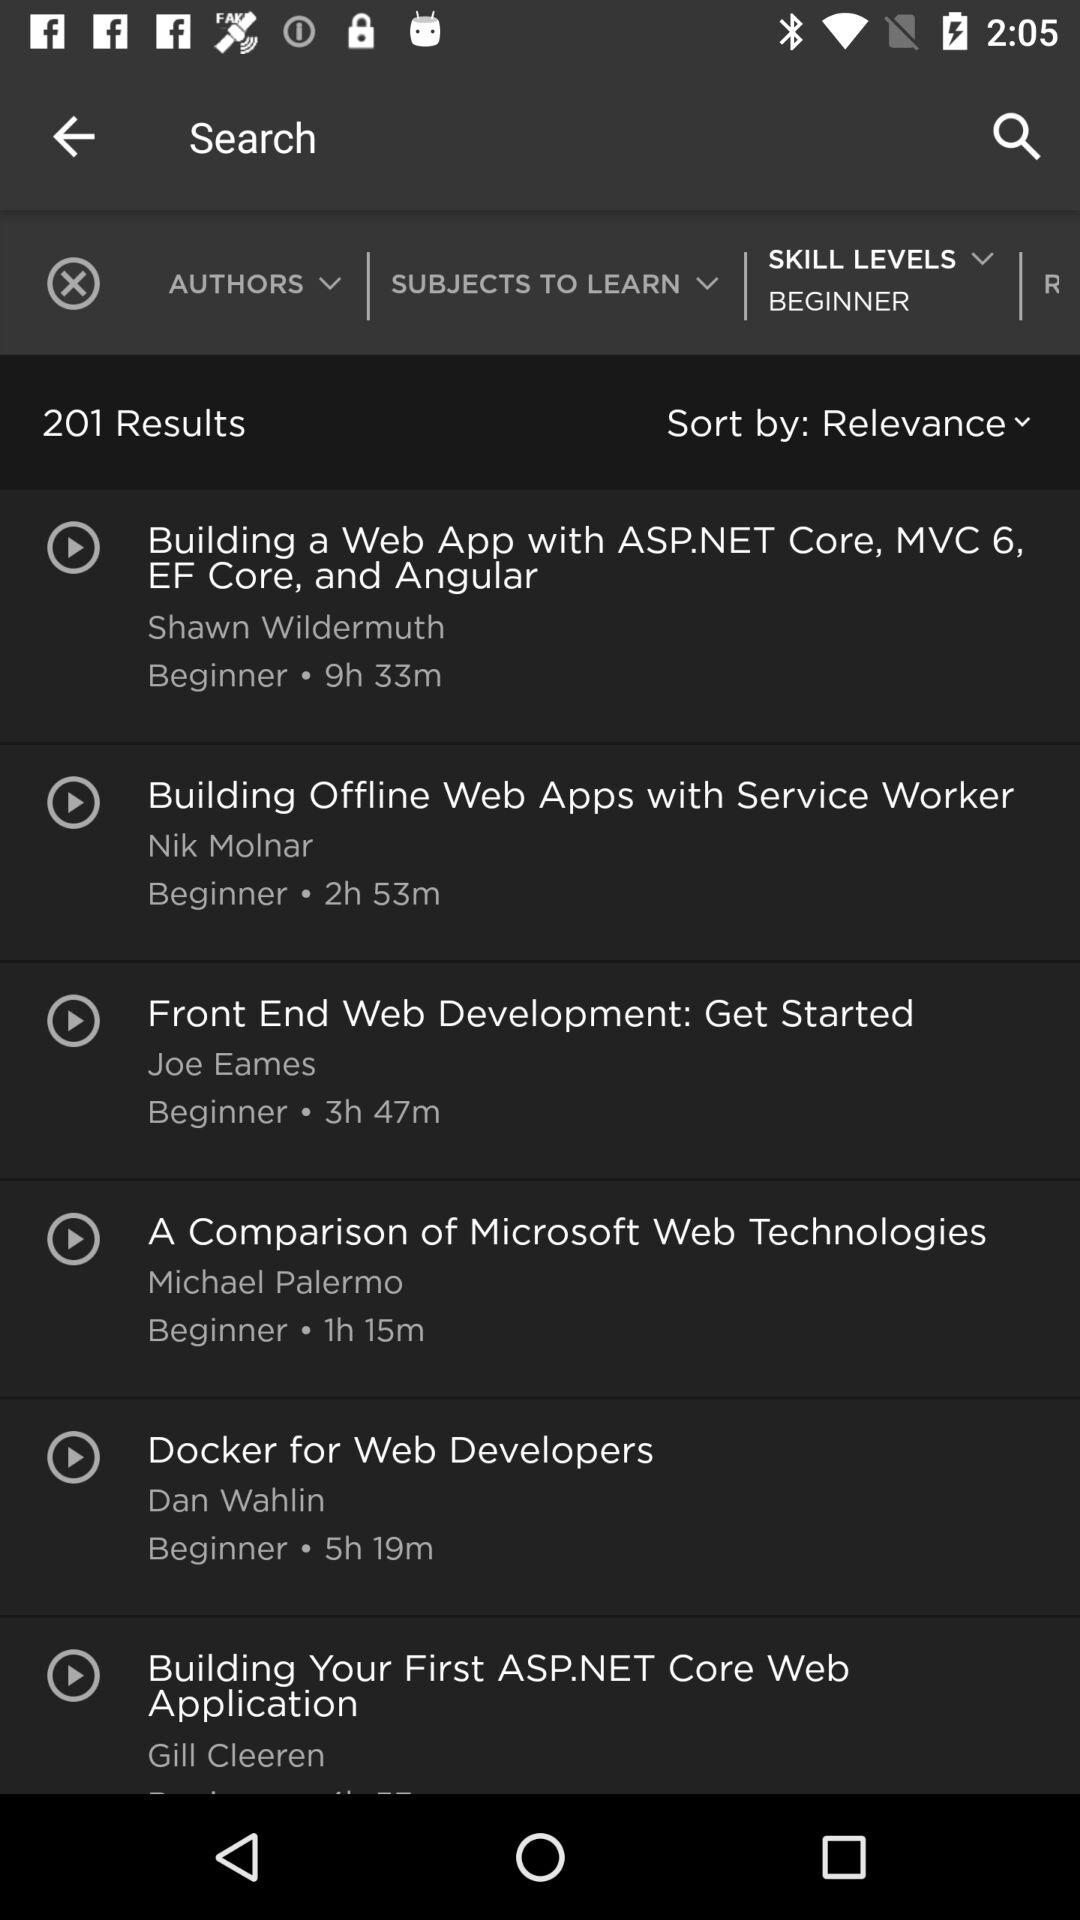 FAKE
2:05
Search
AUTHORS
SUBJECTS TO LEARN
SKILL LEVELS
BEGINNER
R
201 Results
Sort by: Relevance
Building a Web App with ASP.NET Core, MVC 6,
EF Core, and Angular
Shawn Wildermuth
Beginner • 9h 33m
Building Offline Web Apps with Service Worker
Nik Molnar
Beginner • 2h 53m
Front End Web Development: Get Started
Joe Eames
Beginner • 3h 47m
A Comparison of Microsoft Web Technologies
Michael Palermo
Beginner • 1h 15m
Docker for Web Developers
Dan Wahlin
Beginner • 5h 19m
Building Your First ASP.NET Core Web
Application
Gill Cleeren